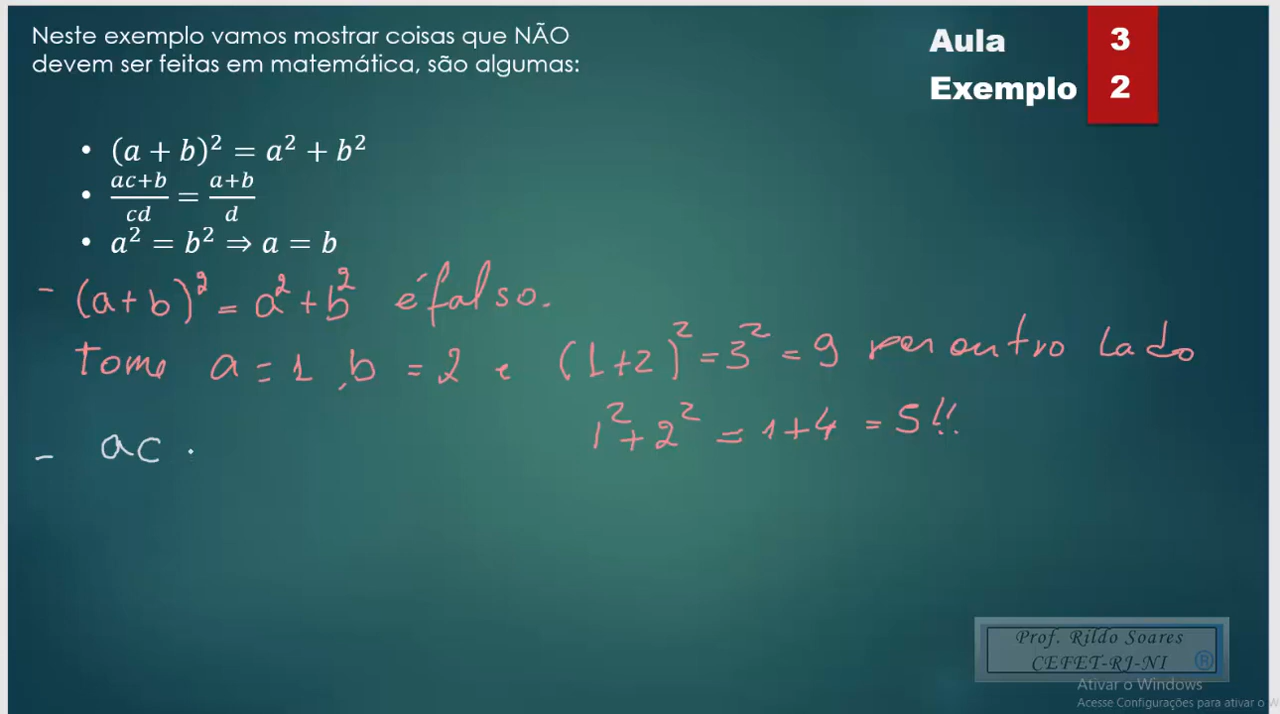 Neste exemplo vamos mostrar coisas que NÃO
devem ser feitas em matemática, são algumas:
Aula 3
Exemplo 2
• (a + b)² = a² + b²
• \frac{ac+b}{cd} = \frac{a+b}{d}
• a² = b² ⇒ a = b
- (a+b)² = a² + b² é falso.
Tome a = 1, b = 2 e (1+2)² = 3² = 9 por outro lado
1² + 2² = 1+4 = 5!!
- ac
Prof. Rildo Soares
CEFET-RJ-NI ®
Ativar o Windows
Acesse Configurações para ativar o W